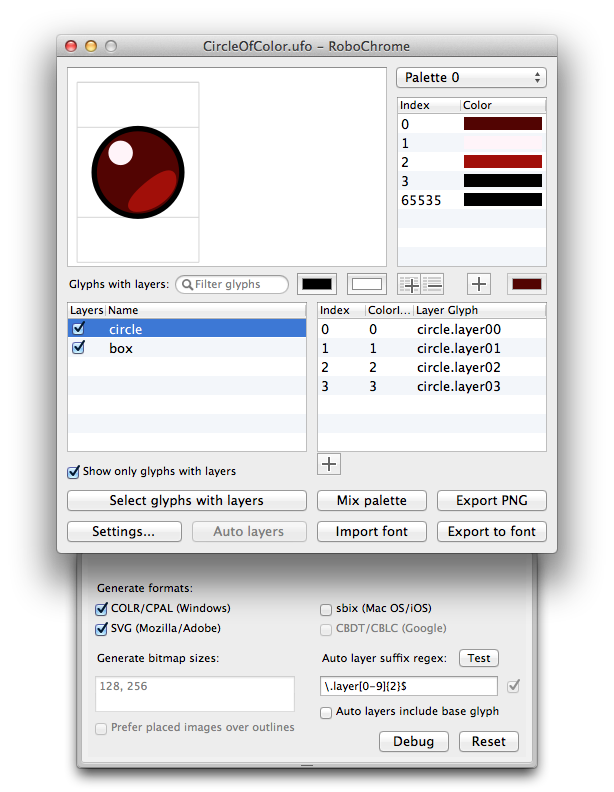 CircleOfColor.ufo – RoboChrome
Palette 0
Index Color
0
1
2
3
65535
Glyphs with layers: Filter glyphs
Layers Name
circle
box
Index ColorI... Layer Glyph
0 0 circle.layer00
1 1 circle.layer01
2 2 circle.layer02
3 3 circle.layer03
Show only glyphs with layers
Select glyphs with layers Mix palette Export PNG
Settings... Auto layers Import font Export to font
Generate formats:
COLR/CPAL (Windows) sbix (Mac OS/iOS)
SVG (Mozilla/Adobe) CBDT/CBLC (Google)
Generate bitmap sizes: Auto layer suffix regex: Test
128, 256 \.layer[0-9]{2}$
Auto layers include base glyph
Prefer placed images over outlines
Debug Reset